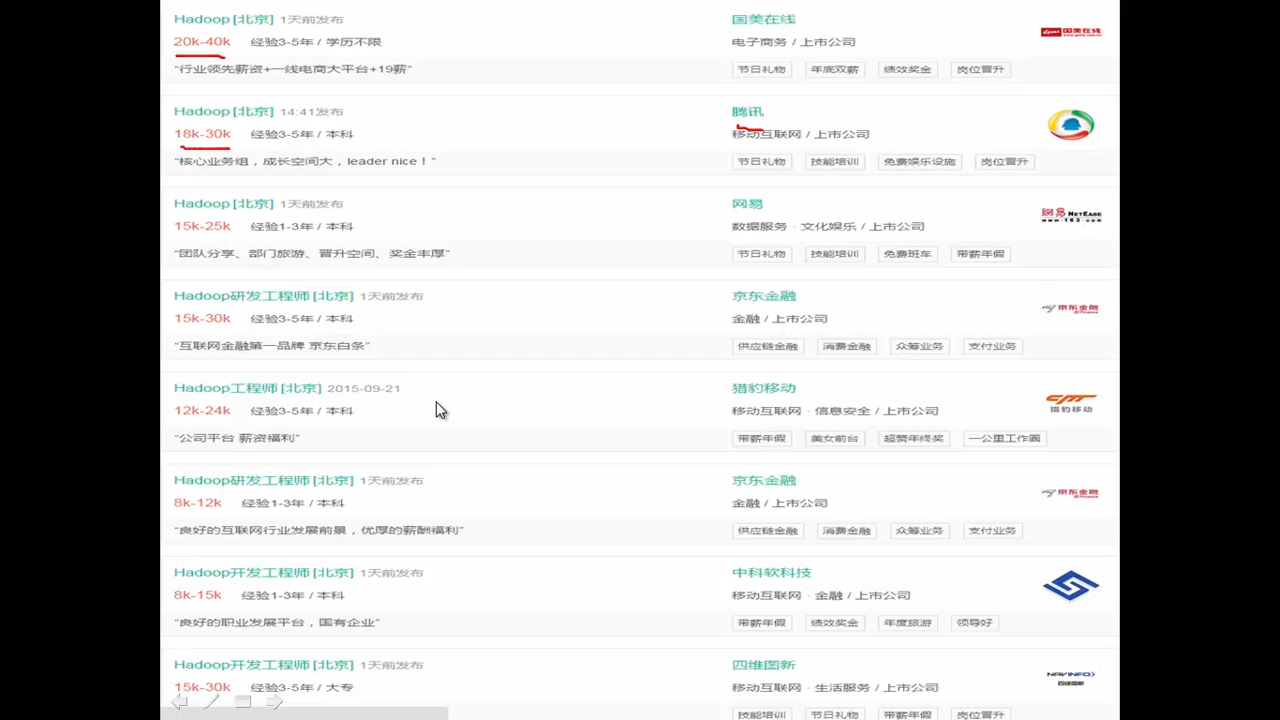 Hadoop [北京] 1天前发布
国美在线
20k-40k 经验3-5年 / 学历不限
电子商务 / 上市公司
国美在线
“行业领先薪资+一线电商大平台+19薪”
节日礼物 年底双薪 绩效奖金 岗位晋升
Hadoop [北京] 14:41发布
腾讯
18k-30k 经验3-5年 / 本科
移动互联网 / 上市公司
“核心业务组，成长空间大，leader nice！”
节日礼物 技能培训 免费娱乐设施 岗位晋升
Hadoop [北京] 1天前发布
网易
15k-25k 经验1-3年 / 本科
数据服务 · 文化娱乐 / 上市公司
網易 NETEASE
www.163.com
“团队分享、部门旅游、晋升空间、奖金丰厚”
节日礼物 技能培训 免费班车 带薪年假
Hadoop研发工程师 [北京] 1天前发布
京东金融
15k-30k 经验3-5年 / 本科
金融 / 上市公司
京东金融
“互联网金融第一品牌 京东白条”
供应链金融 消费金融 众筹业务 支付业务
Hadoop工程师 [北京] 2015-09-21
猎豹移动
12k-24k 经验3-5年 / 本科
移动互联网 · 信息安全 / 上市公司
猎豹移动
“公司平台 薪资福利”
带薪年假 美女前台 超赞年终奖 一公里工作圈
Hadoop研发工程师 [北京] 1天前发布
京东金融
8k-12k 经验1-3年 / 本科
金融 / 上市公司
京东金融
“良好的互联网行业发展前景，优厚的薪酬福利”
供应链金融 消费金融 众筹业务 支付业务
Hadoop开发工程师 [北京] 1天前发布
中科软科技
8k-15k 经验1-3年 / 本科
移动互联网 · 金融 / 上市公司
“良好的职业发展平台，国有企业”
带薪年假 绩效奖金 年度旅游 领导好
Hadoop开发工程师 [北京] 1天前发布
四维图新
15k-30k 经验3-5年 / 大专
移动互联网 · 生活服务 / 上市公司
NAVINFO
四维图新
技能培训 节日礼物 带薪年假 岗位晋升